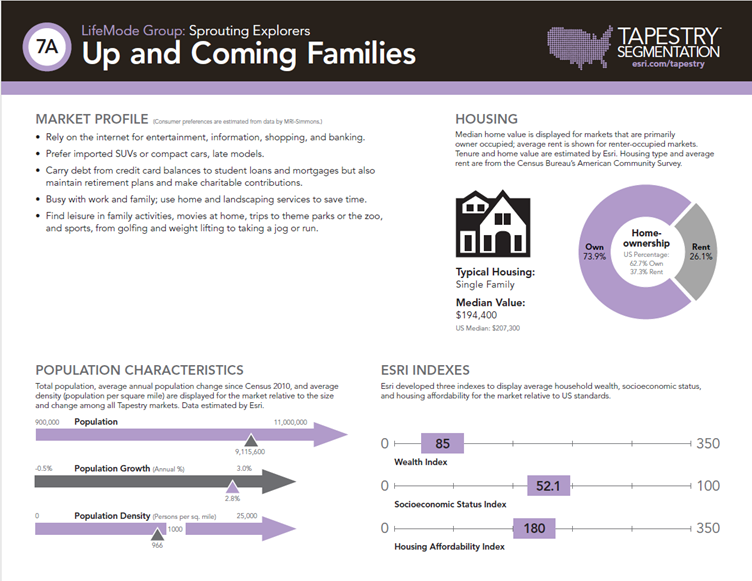 7A
LifeMode Group: Sprouting Explorers
Up and Coming Families
TAPESTRY™
SEGMENTATION
esri.com/tapestry
MARKET PROFILE (Consumer preferences are estimated from data by MRI-Simmons.)
• Rely on the internet for entertainment, information, shopping, and banking.
• Prefer imported SUVs or compact cars, late models.
• Carry debt from credit card balances to student loans and mortgages but also
maintain retirement plans and make charitable contributions.
• Busy with work and family; use home and landscaping services to save time.
• Find leisure in family activities, movies at home, trips to theme parks or the zoo,
and sports, from golfing and weight lifting to taking a jog or run.
HOUSING
Median home value is displayed for markets that are primarily
owner occupied; average rent is shown for renter-occupied markets.
Tenure and home value are estimated by Esri. Housing type and average
rent are from the Census Bureau's American Community Survey.
Typical Housing:
Single Family
Median Value:
$194,400
US Median: $207,300
Own
73.9%
Home-
ownership
US Percentage:
62.7% Own
37.3% Rent
Rent
26.1%
POPULATION CHARACTERISTICS
Total population, average annual population change since Census 2010, and average
density (population per square mile) are displayed for the market relative to the size
and change among all Tapestry markets. Data estimated by Esri.
900,000 Population 11,000,000
9,115,600
-0.5% Population Growth (Annual %) 3.0%
2.8%
0 Population Density (Persons per sq. mile) 25,000
1000
966
ESRI INDEXES
Esri developed three indexes to display average household wealth, socioeconomic status,
and housing affordability for the market relative to US standards.
0 85 350
Wealth Index
0 52.1 100
Socioeconomic Status Index
0 180 350
Housing Affordability Index